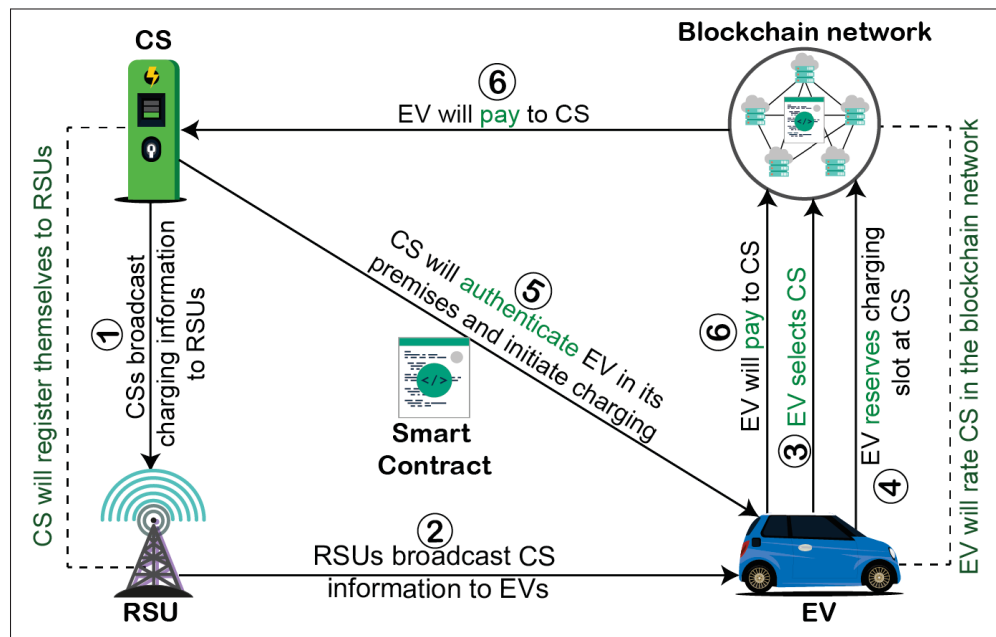 CS
Blockchain network
6
EV will pay to CS
CS will register themselves to RSUs
1
CSs broadcast
charging information
to RSUs
to RSUs
CS will authenticate EV in its
premises and initiate charging
5
</>
Smart
Contract
</>
6
EV will pay to CS
3
EV selects CS
4
EV reserves charging
slot at CS
EV will rate CS in the blockchain network
2
RSUs broadcast CS
information to EVs
RSU
EV